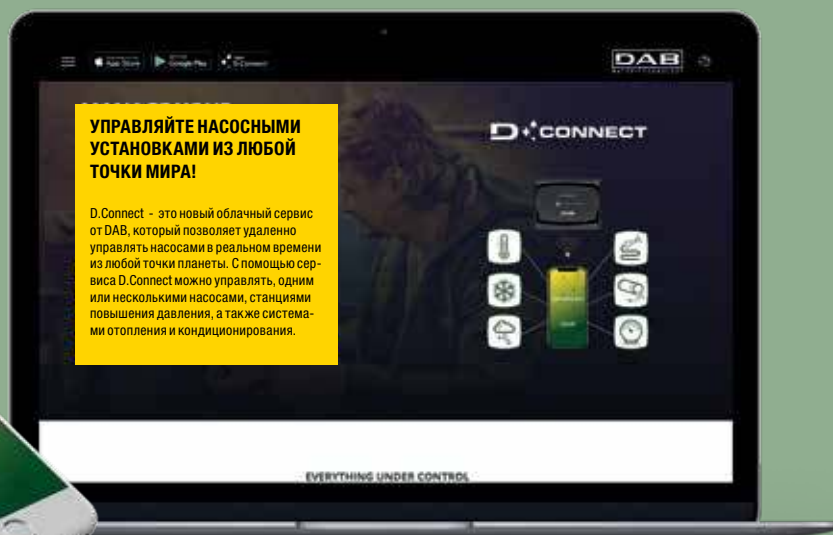 App Store
Google Play
D.Connect
DAB
УПРАВЛЯЙТЕ НАСОСНЫМИ
УСТАНОВКАМИ ИЗ ЛЮБОЙ
ТОЧКИ МИРА!
D.Connect - это новый облачный сервис
от DAB, который позволяет удаленно
управлять насосами в реальном времени
из любой точки планеты. С помощью сер-
виса D.Connect можно управлять, одним
или несколькими насосами, станциями
повышения давления, а также система-
ми отопления и кондиционирования.
D CONNECT
EVERYTHING UNDER CONTROL